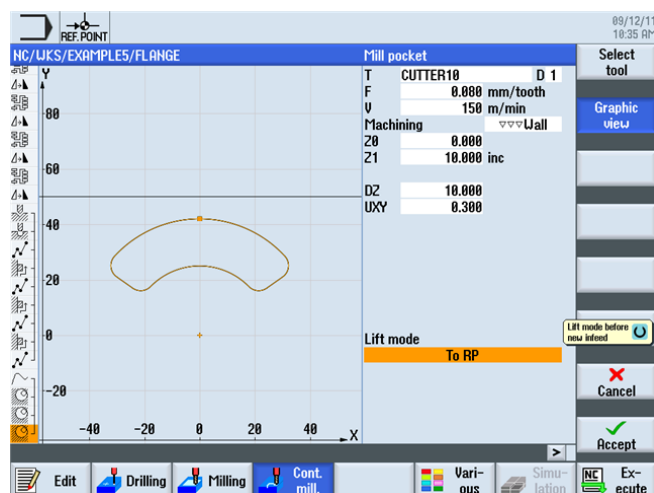 09/12/11
10:35 AM
REF. POINT
NC/WKS/EXAMPLE5/FLANGE
Mill pocket
Select tool
T CUTTER10 D 1
F 0.080 mm/tooth
V 150 m/min
Machining ▽▽▽Wall
Z0 0.000
Z1 10.000 inc
DZ 10.000
UXY 0.300
Graphic view
Y
80
60
40
20
0
-20
-40 -20 0 20 40 X
Lift mode
To RP
Lift mode before new infeed
Cancel
Accept
>
Edit
Drilling
Milling
Cont. mill.
Vari-ous
Simu-lation
NC Ex-ecute